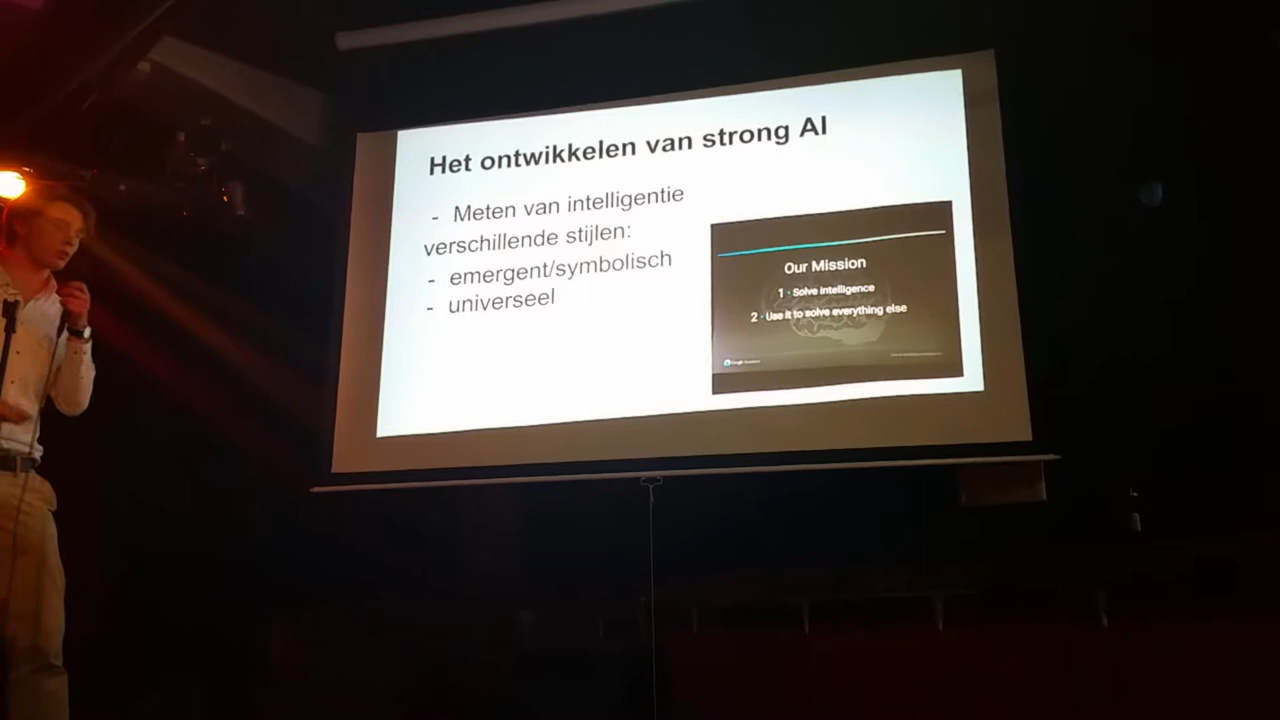 Het ontwikkelen van strong AI
- Meten van intelligentie
verschillende stijlen:
- emergent/symbolisch
- universeel
Our Mission
1 · Solve intelligence
2 · Use it to solve everything else
Google